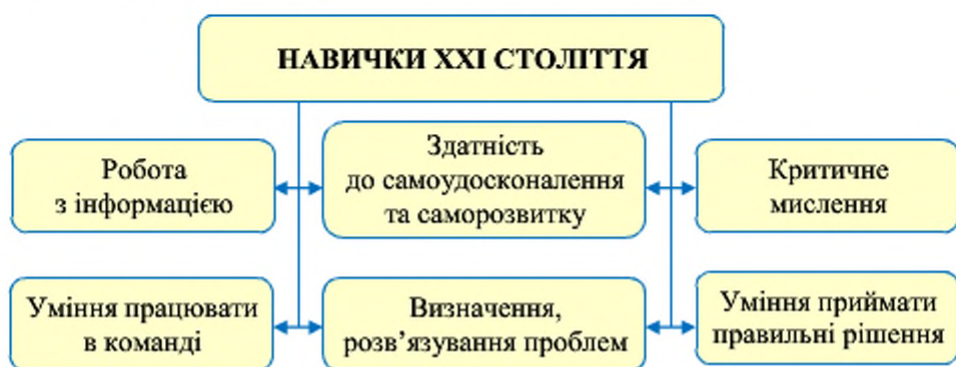 НАВИЧКИ ХХІ СТОЛІТТЯ
Робота
з інформацією
Здатність
до самоудосконалення
та саморозвитку
Критичне
мислення
Уміння працювати
в команді
Визначення,
розв’язування проблем
Уміння приймати
правильні рішення